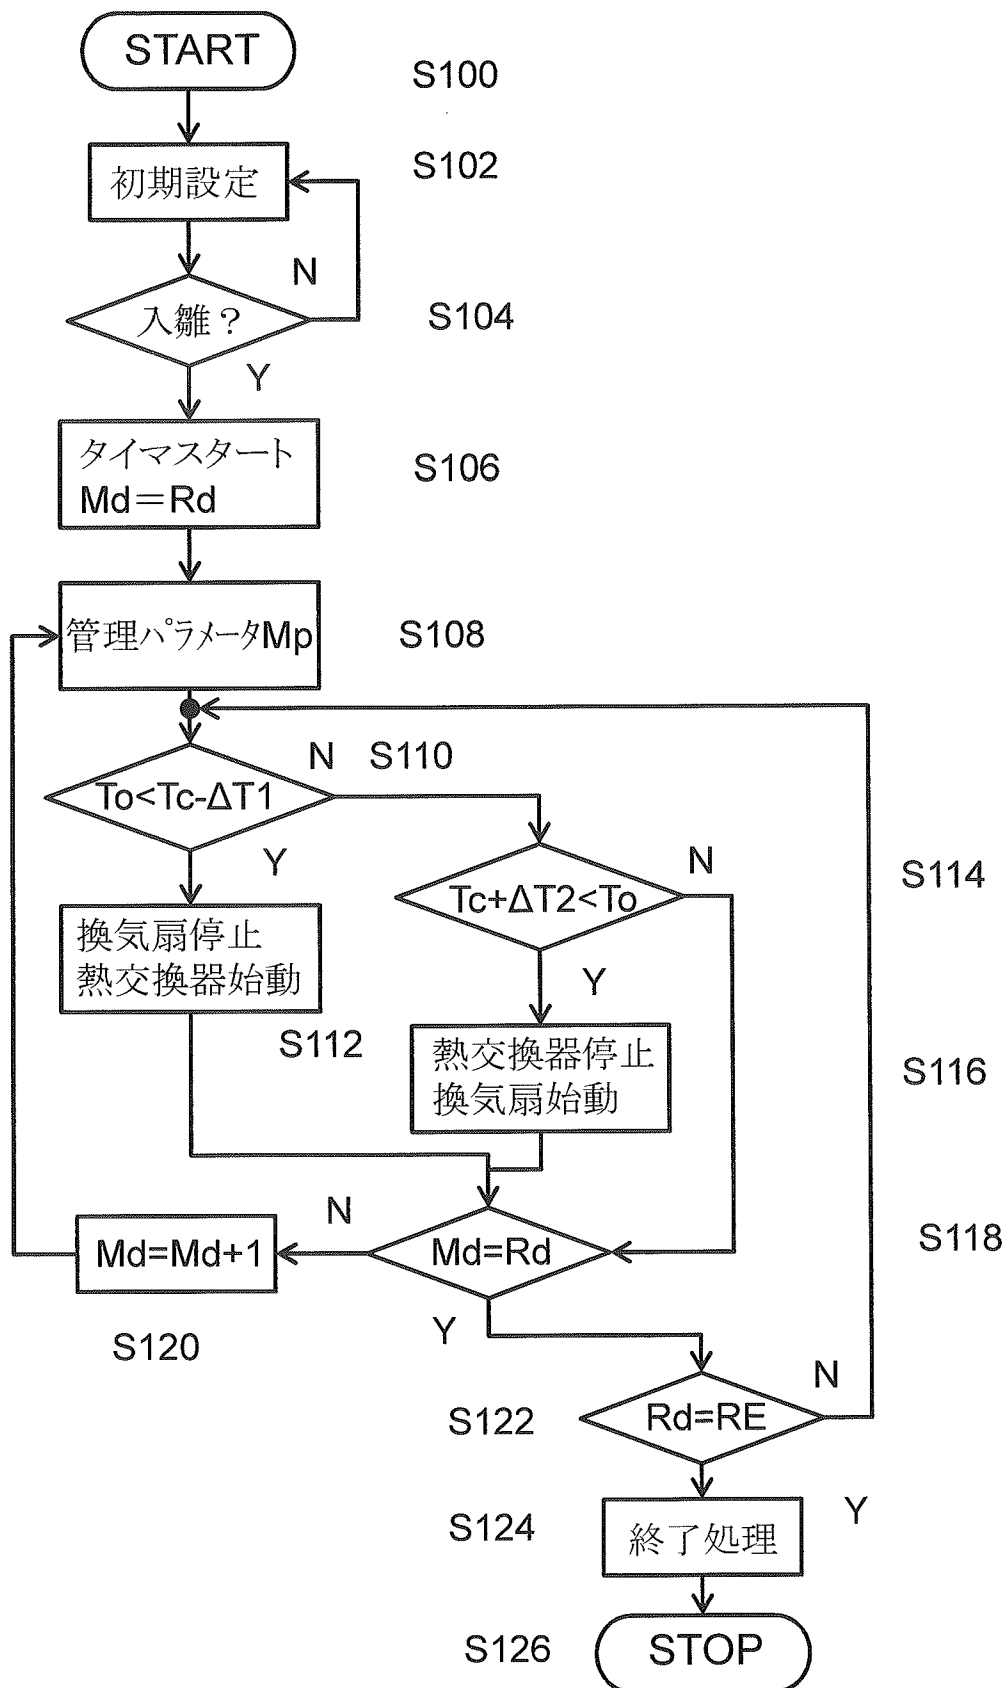 START
S100
初期設定
S102
N
入雛？
S104
Y
タイマスタート
Md＝Rd
S106
管理パラメータMp
S108
N
S110
To<Tc-ΔT1
Y
N
S114
Tc+ΔT2<To
換気扇停止
熱交換器始動
Y
S112
熱交換器停止
換気扇始動
S116
N
Md=Md+1
Md=Rd
S118
Y
S120
N
S122
Rd=RE
Y
S124
終了処理
S126
STOP